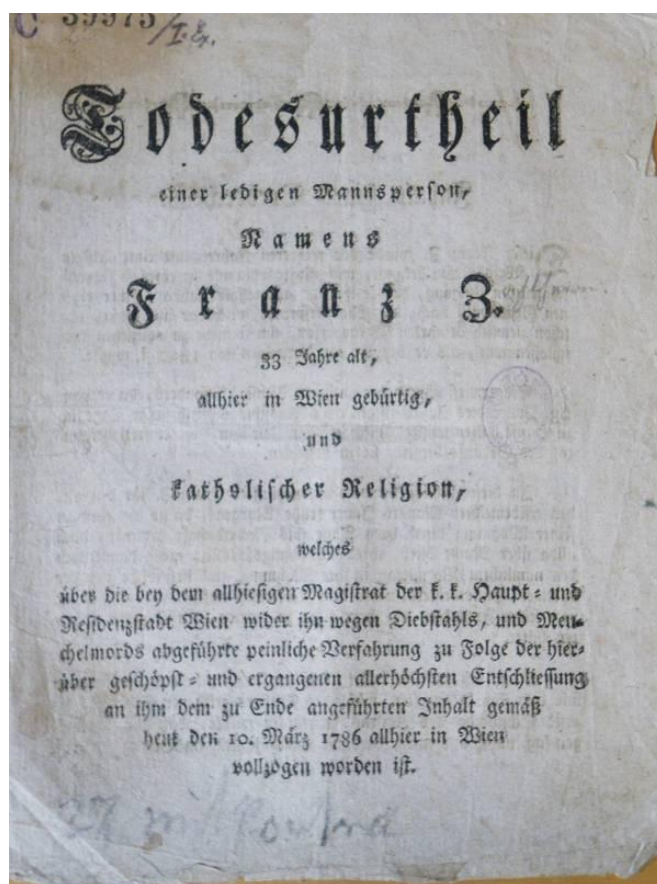 C 39975/I. Ex.
Todesurtheil
einer ledigen Mannsperson,
Namens
Franz Z.
33 Jahre alt,
allhier in Wien gebürtig,
und
katholischer Religion,
welches
über die bey dem allhiesigen Magistrat der k. k. Haupt- und
Residenzstadt Wien wider ihn wegen Diebstahls, und Meu-
chelmords abgeführte peinliche Verfahrung zu Folge der hier-
über geschöpft- und ergangenen allerhöchsten Entschliessung
an ihm dem zu Ende angeführten Inhalt gemäß
heut den 10. März 1786 allhier in Wien
vollzogen worden ist.